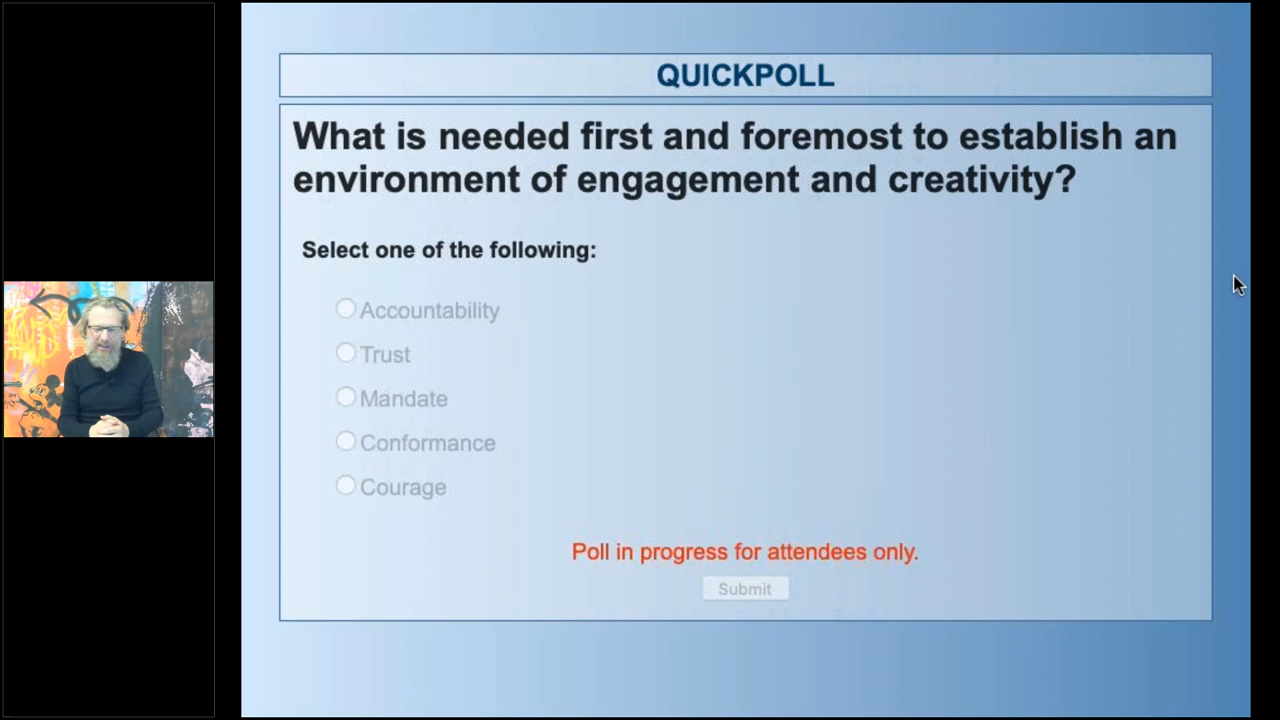 QUICKPOLL
What is needed first and foremost to establish an
environment of engagement and creativity?
Select one of the following:
Accountability
Trust
Mandate
Conformance
Courage
Poll in progress for attendees only.
Submit